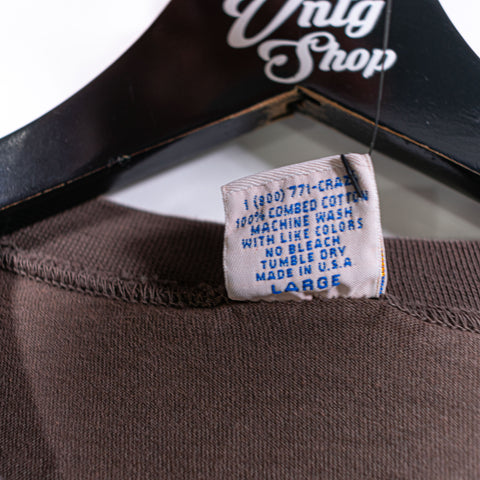 Vntg
Shop
1 (800) 771-CRAZ
100% COMBED COTTON
MACHINE WASH
WITH LIKE COLORS
NO BLEACH
TUMBLE DRY
MADE IN U.S.A
LARGE